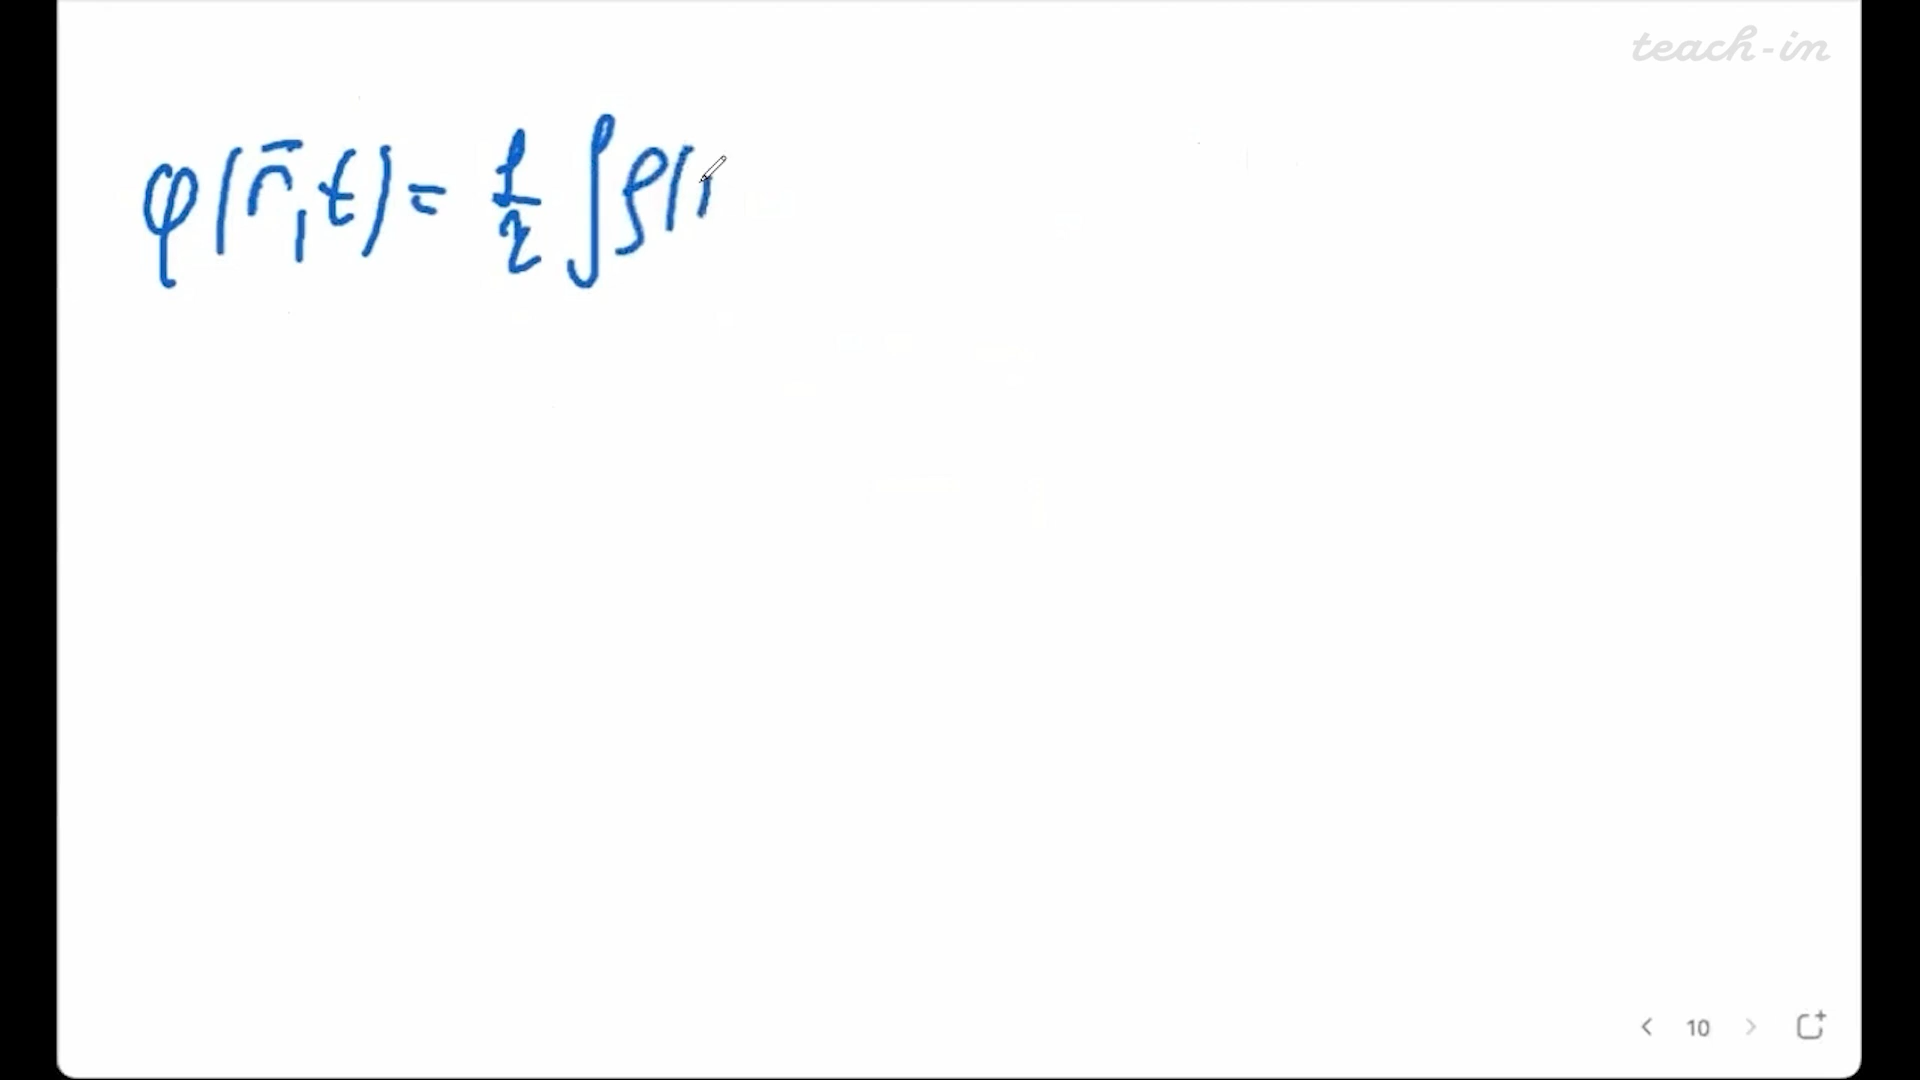 teach-in
φ(r̄,t) = 1/2 ∫ρ(
10